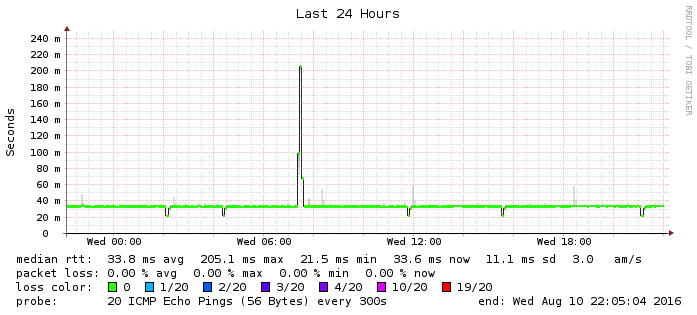 Last 24 Hours
RRDTOOL / TOBI OETIKER
Seconds
240 m
220 m
200 m
180 m
160 m
140 m
120 m
100 m
80 m
60 m
40 m
20 m
0
Wed 00:00 Wed 06:00 Wed 12:00 Wed 18:00
median rtt: 33.8 ms avg 205.1 ms max 21.5 ms min 33.6 ms now 11.1 ms sd 3.0 am/s
packet loss: 0.00 % avg 0.00 % max 0.00 % min 0.00 % now
loss color: 0 1/20 2/20 3/20 4/20 10/20 19/20
probe: 20 ICMP Echo Pings (56 Bytes) every 300s end: Wed Aug 10 22:05:04 2016